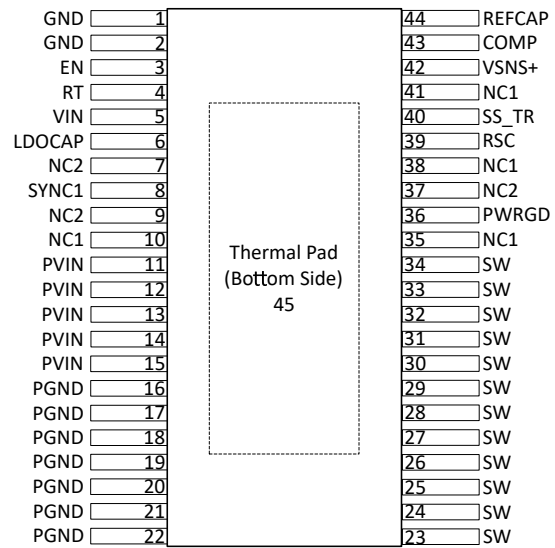 GND 1 44 REFCAP
GND 2 43 COMP
EN 3 42 VSNS+
RT 4 41 NC1
VIN 5 40 SS_TR
LDOCAP 6 39 RSC
NC2 7 38 NC1
SYNC1 8 37 NC2
NC2 9 36 PWRGD
NC1 10 35 NC1
PVIN 11 34 SW
PVIN 12 33 SW
PVIN 13 32 SW
PVIN 14 31 SW
PVIN 15 30 SW
PGND 16 29 SW
PGND 17 28 SW
PGND 18 27 SW
PGND 19 26 SW
PGND 20 25 SW
PGND 21 24 SW
PGND 22 23 SW
Thermal Pad
(Bottom Side)
45